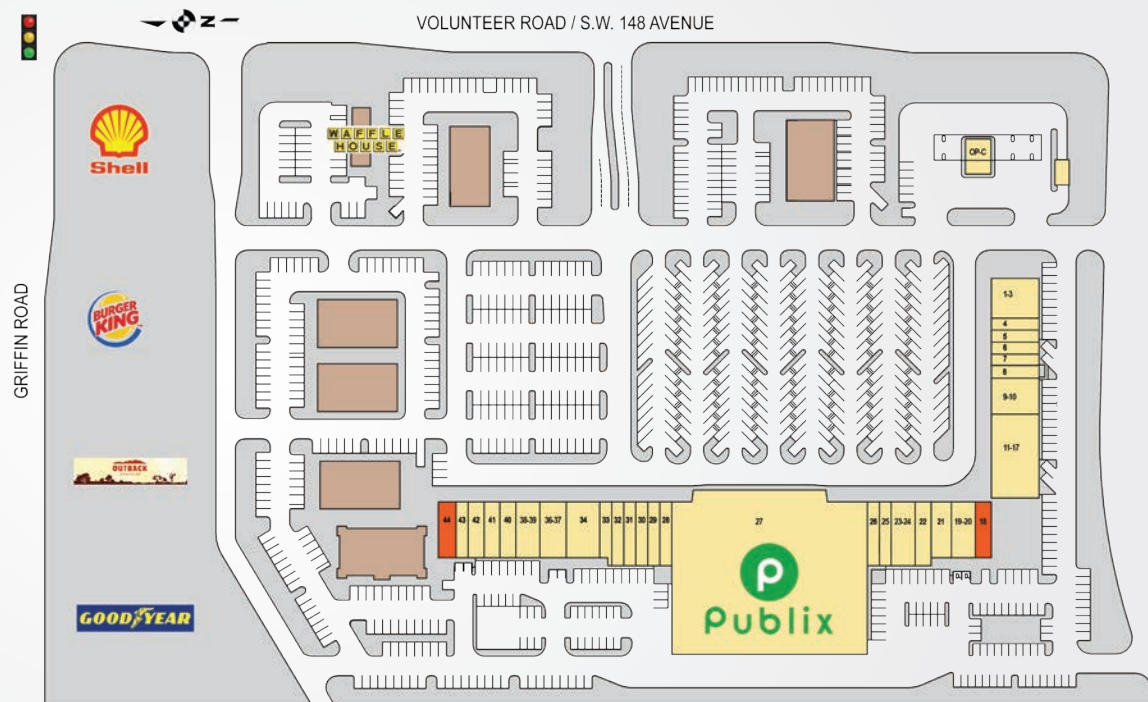 VOLUNTEER ROAD / S.W. 148 AVENUE
N
Shell
WAFFLE
HOUSE
OP-C
GRIFFIN ROAD
BURGER
KING
1-3
4
5
6
7
8
9-10
11-17
OUTBACK
44
43
42
41
40
38-39
36-37
34
33
32
31
30
29
28
27
26
25
23-24
22
21
19-20
18
P
Publix
GOODYEAR